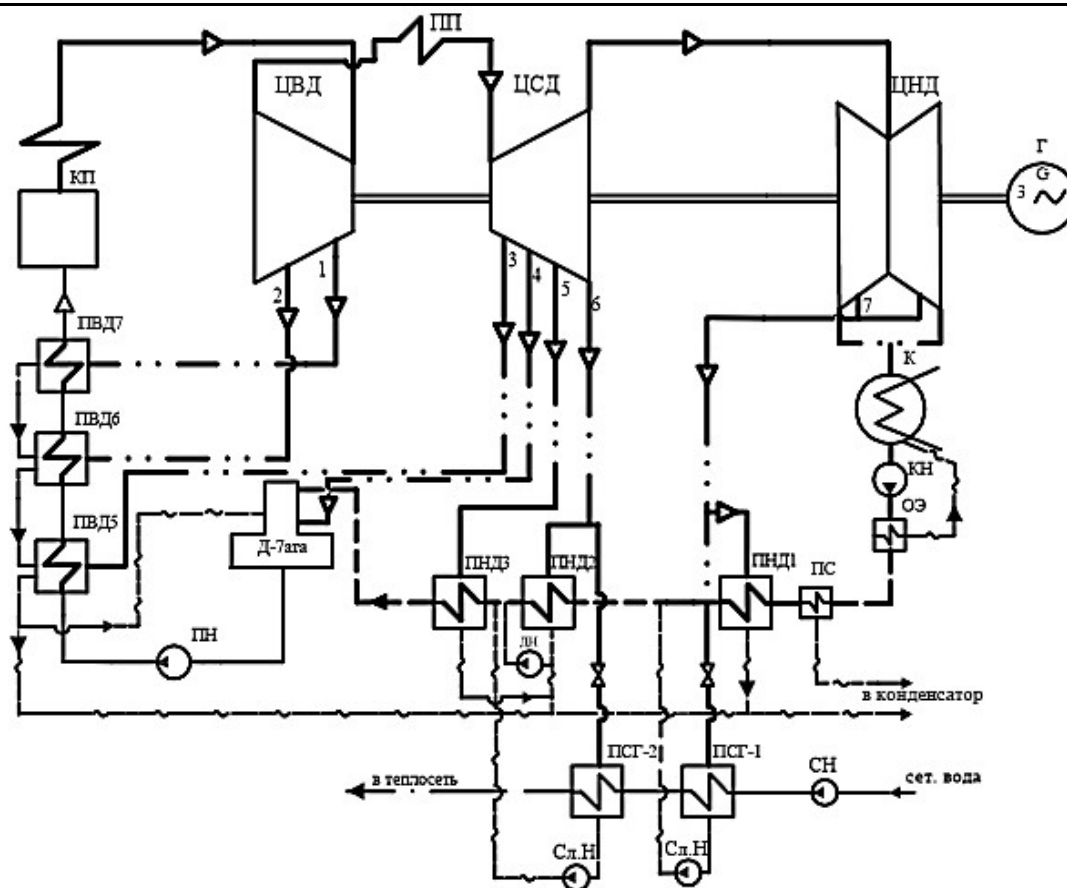 ПП
ЦВД
ЦСД
ЦНД
Г
G
3
КП
1
2
3
4
5
6
7
К
ПВД7
ПВД6
КН
ОЭ
ПВД5
Д-7ата
ПНД3
ПНД2
ПНД1
ПС
ПН
ДН
в конденсатор
ПСГ-2
ПСГ-1
СН
в теплосеть
сет. вода
Сл.Н
Сл.Н